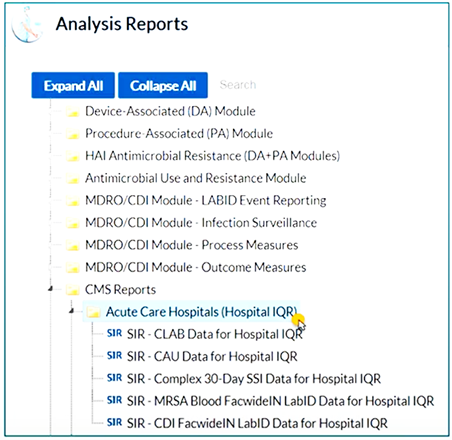 Analysis Reports
Expand All Collapse All Search
Device-Associated (DA) Module
Procedure-Associated (PA) Module
HAI Antimicrobial Resistance (DA+PA Modules)
Antimicrobial Use and Resistance Module
MDRO/CDI Module - LABID Event Reporting
MDRO/CDI Module - Infection Surveillance
MDRO/CDI Module - Process Measures
MDRO/CDI Module - Outcome Measures
CMS Reports
Acute Care Hospitals (Hospital IQR)
SIR SIR - CLAB Data for Hospital IQR
SIR SIR - CAU Data for Hospital IQR
SIR SIR - Complex 30-Day SSI Data for Hospital IQR
SIR SIR - MRSA Blood FacwideIN LabID Data for Hospital IQR
SIR SIR - CDI FacwideIN LabID Data for Hospital IQR